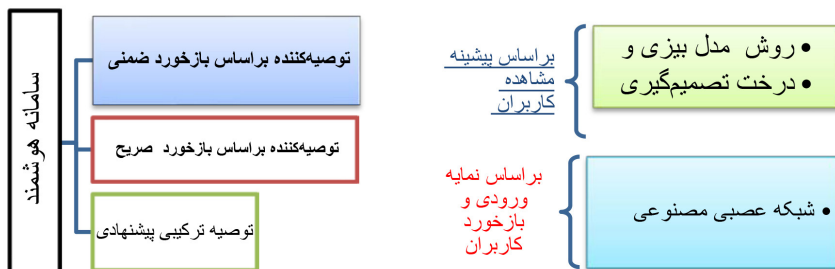 روش مدل بیزی و
درخت تصمیم‌گیری
براساس پیشینه
مشاهده
کاربران
شبکه عصبی مصنوعی
براساس نمایه
ورودی و
بازخورد
کاربران
توصیه‌کننده براساس بازخورد ضمنی
توصیه‌کننده براساس بازخورد صریح
توصیه ترکیبی پیشنهادی
سامانه هوشمند